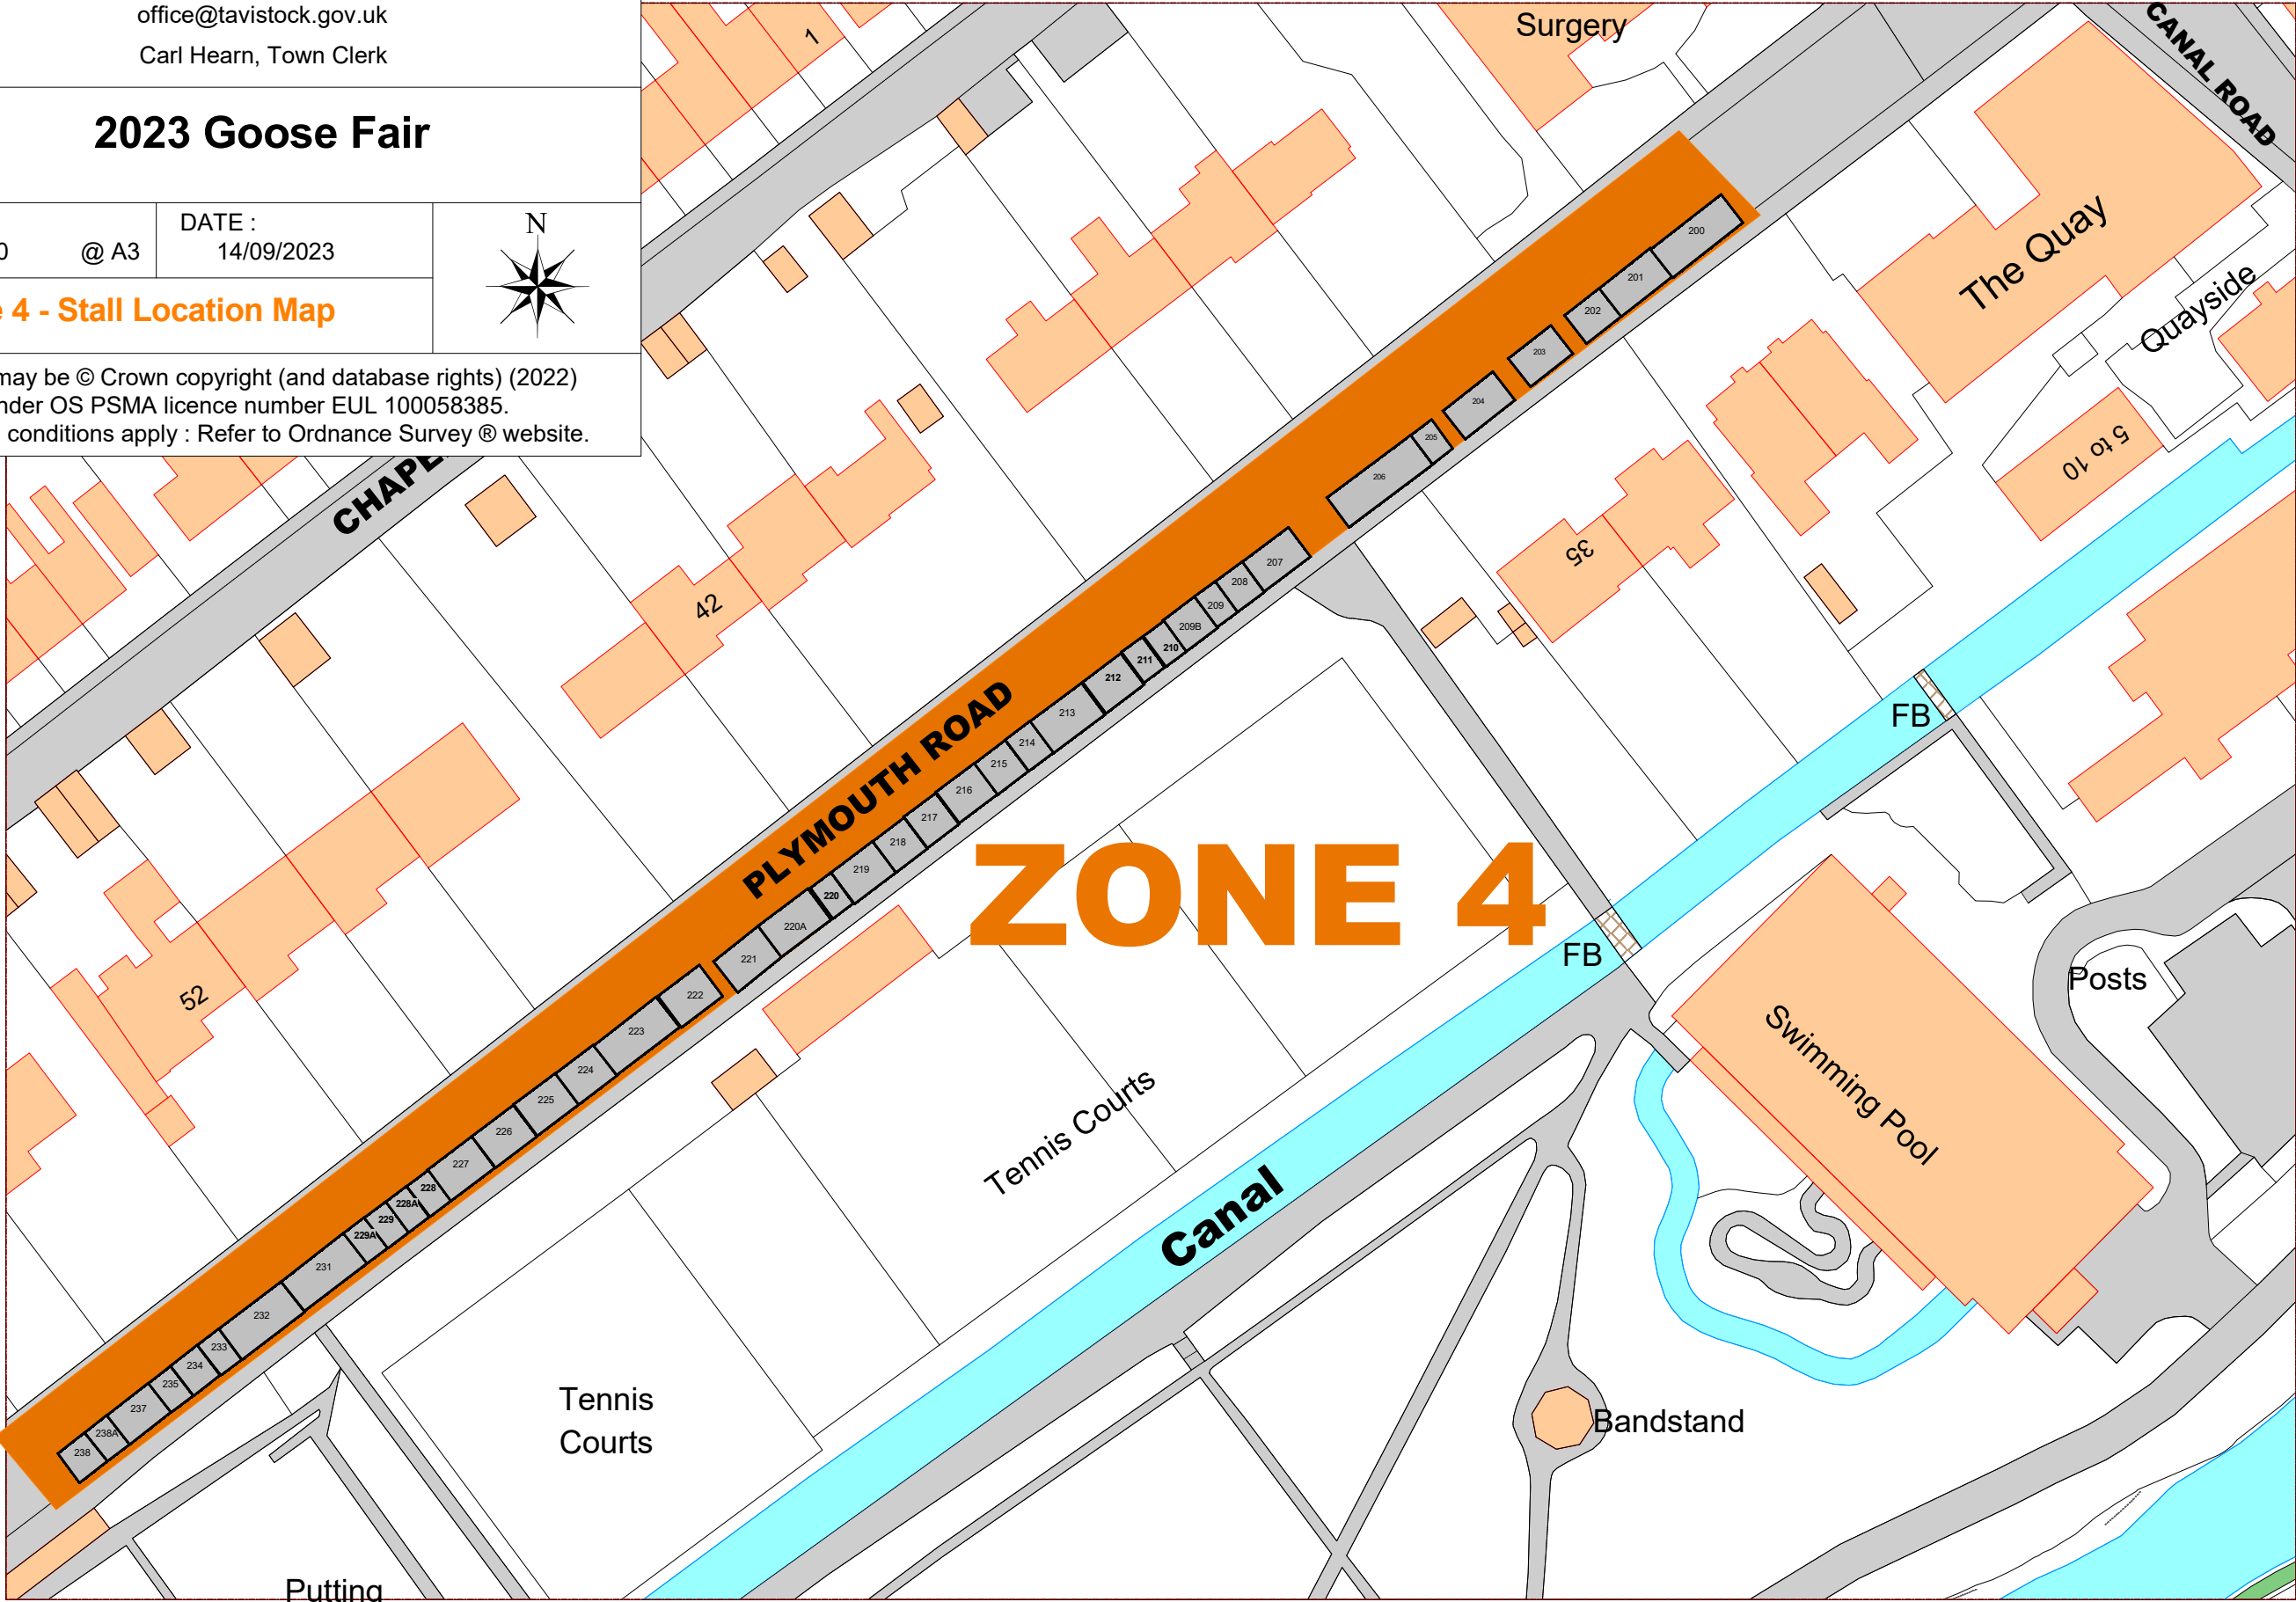 office@tavistock.gov.uk
Carl Hearn, Town Clerk
2023 Goose Fair
@ A3
DATE :
14/09/2023
N
4 - Stall Location Map
may be © Crown copyright (and database rights) (2022)
OS PSMA licence number EUL 100058385.
conditions apply : Refer to Ordnance Survey ® website.
1
Surgery
CANAL ROAD
The Quay
Quayside
5 to 10
35
42
52
PLYMOUTH ROAD
ZONE 4
FB
FB
Posts
Swimming Pool
Tennis Courts
Canal
Tennis
Courts
Bandstand
Putting
200
201
202
203
204
205
206
207
208
209
209B
210
211
212
213
214
215
216
217
218
219
220
220A
221
222
223
224
225
226
227
228
228A
229
229A
231
232
233
234
235
237
238A
238